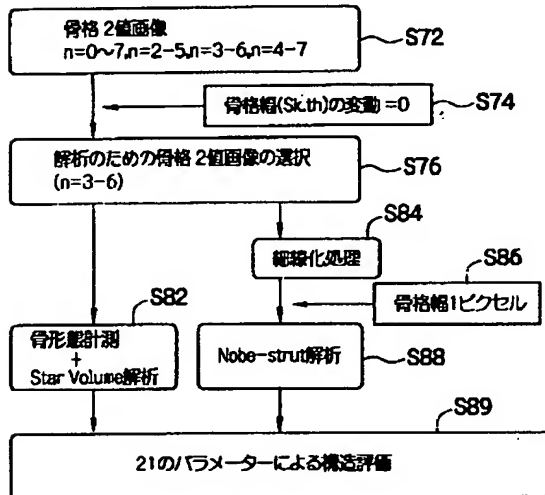 骨格2値画像
n=0〜7,n=2-5,n=3-6,n=4-7
S72
骨格幅(Sk.th)の変動=0
S74
解析のための骨格2値画像の選択
(n=3-6)
S76
S84
細線化処理
S86
骨格幅1ピクセル
S82
骨形態計測
+
Star Volume解析
Nobe-strut解析
S88
S89
21のパラメーターによる構造評価